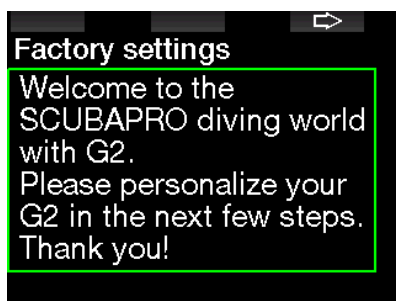 Factory settings
Welcome to the
SCUBAPRO diving world
with G2.
Please personalize your
G2 in the next few steps.
Thank you!